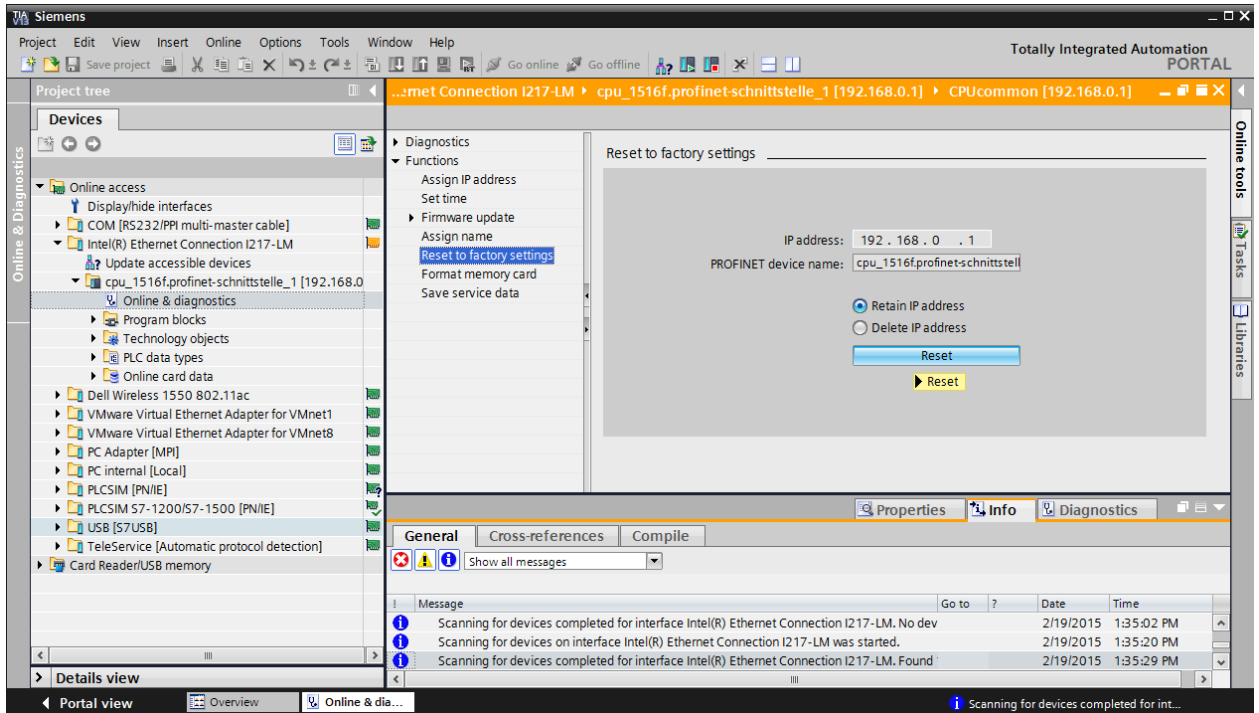 Siemens
Project Edit View Insert Online Options Tools Window Help
Totally Integrated Automation
PORTAL
Save project Go online Go offline
Project tree
...rnet Connection I217-LM cpu_1516f.profinet-schnittstelle_1 [192.168.0.1] CPUcommon [192.168.0.1]
Devices
Online & Diagnostics
Online access
Display/hide interfaces
COM [RS232/PPI multi-master cable]
Intel(R) Ethernet Connection I217-LM
Update accessible devices
cpu_1516f.profinet-schnittstelle_1 [192.168.0
Online & diagnostics
Program blocks
Technology objects
PLC data types
Online card data
Dell Wireless 1550 802.11ac
VMware Virtual Ethernet Adapter for VMnet1
VMware Virtual Ethernet Adapter for VMnet8
PC Adapter [MPI]
PC internal [Local]
PLCSIM [PN/IE]
PLCSIM S7-1200/S7-1500 [PN/IE]
USB [S7USB]
TeleService [Automatic protocol detection]
Card Reader/USB memory
Details view
Diagnostics
Functions
Assign IP address
Set time
Firmware update
Assign name
Reset to factory settings
Format memory card
Save service data
Reset to factory settings
IP address: 192 . 168 . 0 . 1
PROFINET device name: cpu_1516f.profinet-schnittstell
Retain IP address
Delete IP address
Reset
Reset
Online tools
Tasks
Libraries
Properties Info Diagnostics
General Cross-references Compile
Show all messages
! Message Go to ? Date Time
Scanning for devices completed for interface Intel(R) Ethernet Connection I217-LM. No dev 2/19/2015 1:35:02 PM
Scanning for devices on interface Intel(R) Ethernet Connection I217-LM was started. 2/19/2015 1:35:20 PM
Scanning for devices completed for interface Intel(R) Ethernet Connection I217-LM. Found 2/19/2015 1:35:29 PM
Portal view Overview Online & dia... Scanning for devices completed for int...